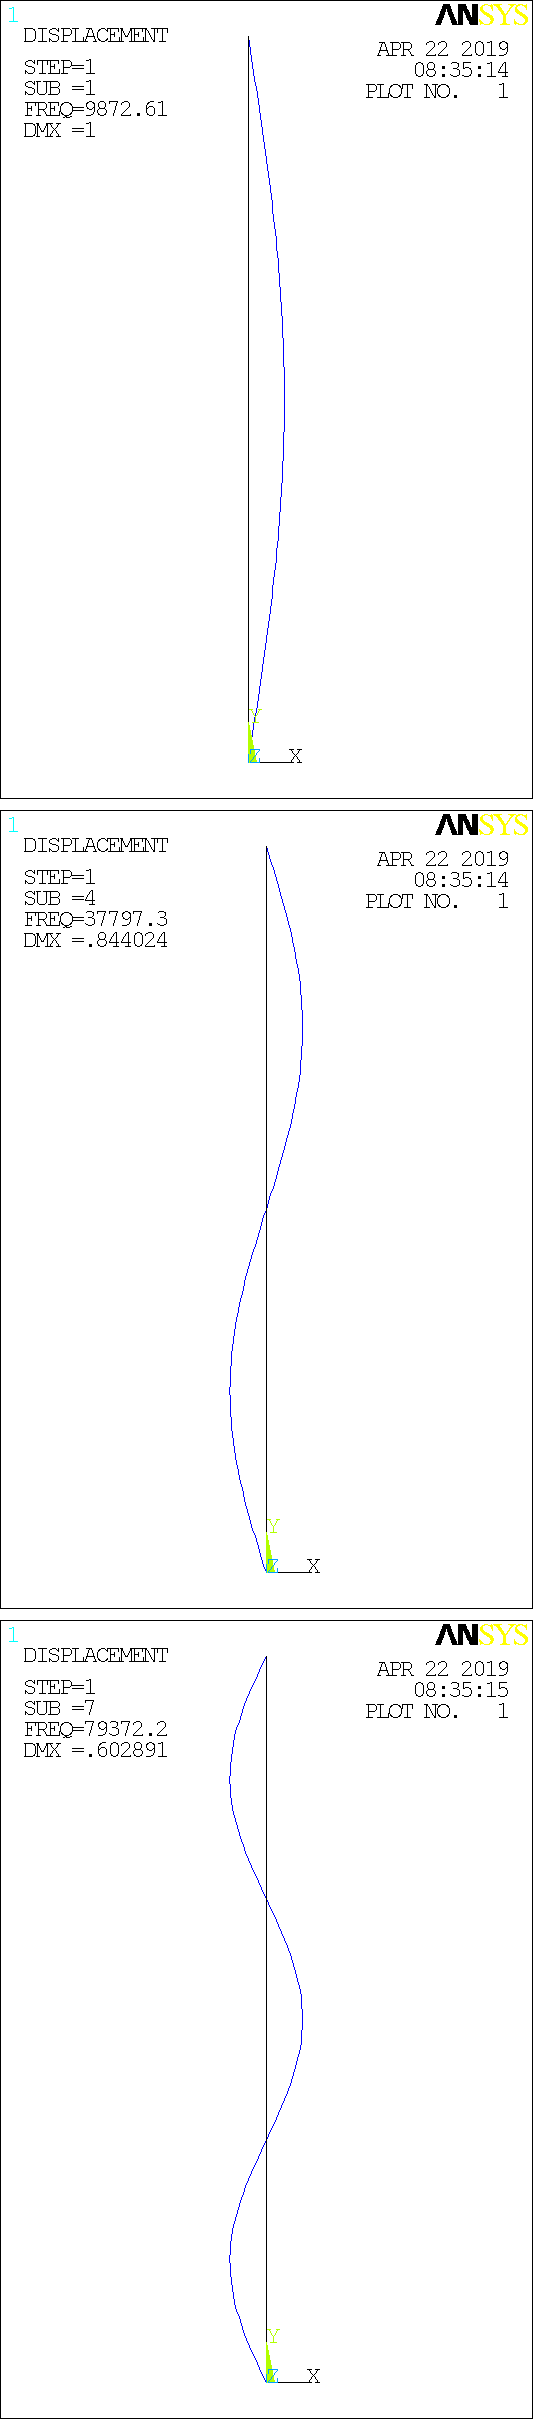 1
ANSYS
DISPLACEMENT
STEP=1
SUB =1
FREQ=9872.61
DMX =1
APR 22 2019
08:35:14
PLOT NO. 1
Y
Z X
1
ANSYS
DISPLACEMENT
STEP=1
SUB =4
FREQ=37797.3
DMX =.844024
APR 22 2019
08:35:14
PLOT NO. 1
Y
Z X
1
ANSYS
DISPLACEMENT
STEP=1
SUB =7
FREQ=79372.2
DMX =.602891
APR 22 2019
08:35:15
PLOT NO. 1
Y
Z X